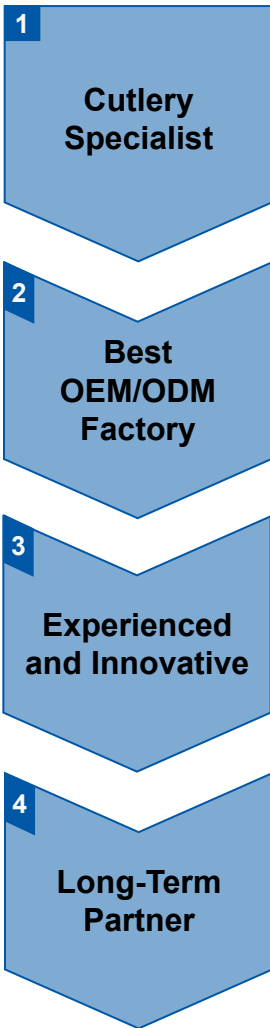 1
Cutlery
Specialist
2
Best
OEM/ODM
Factory
3
Experienced
and Innovative
4
Long-Term
Partner